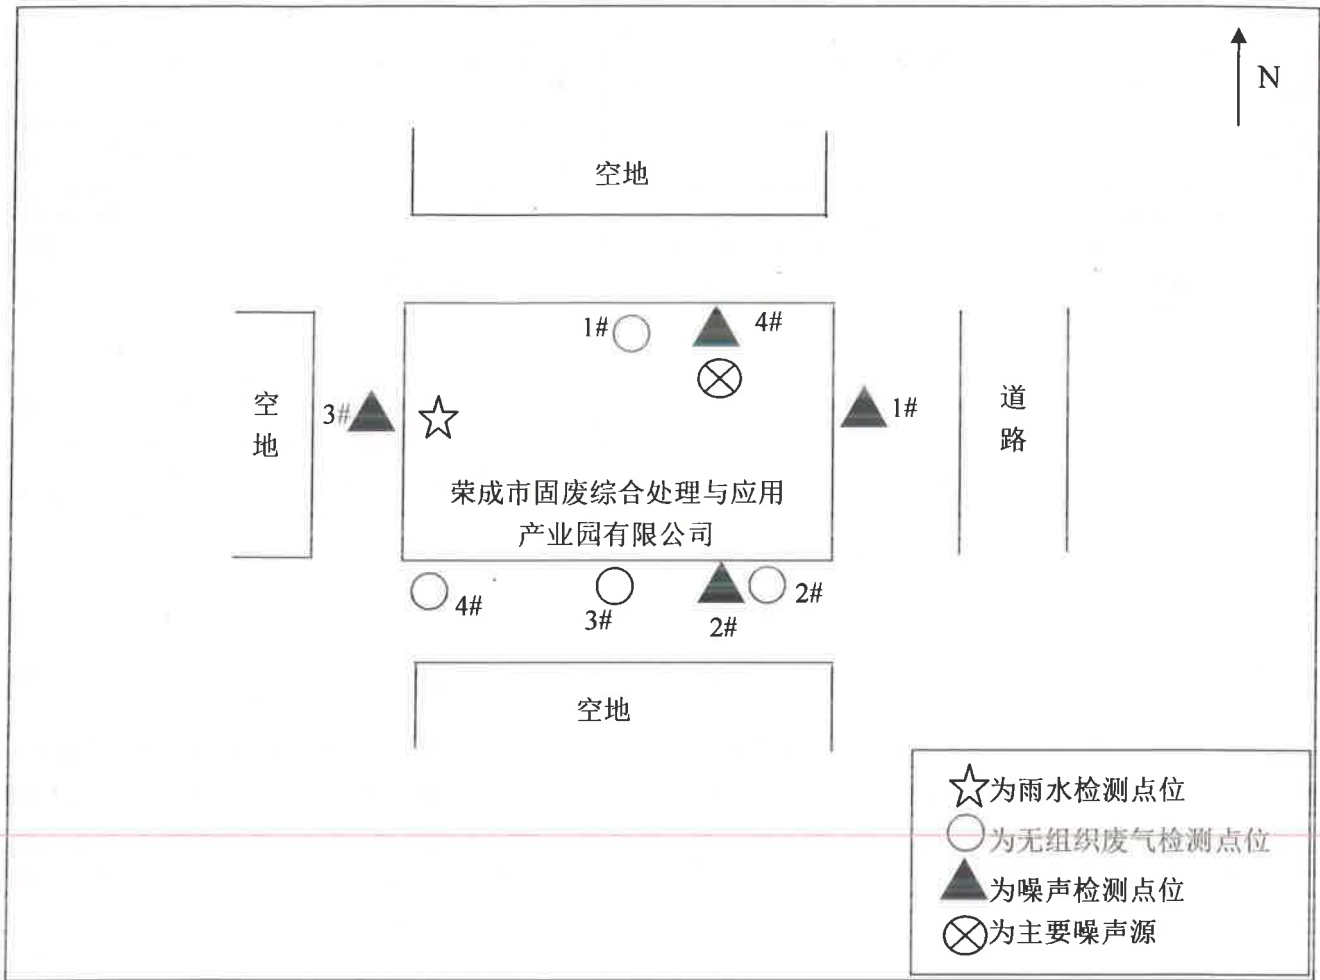 N
空地
1#
4#
空地
3#
1#
道路
荣成市固废综合处理与应用
产业园有限公司
4#
3#
2#
2#
空地
为雨水检测点位
为无组织废气检测点位
为噪声检测点位
为主要噪声源